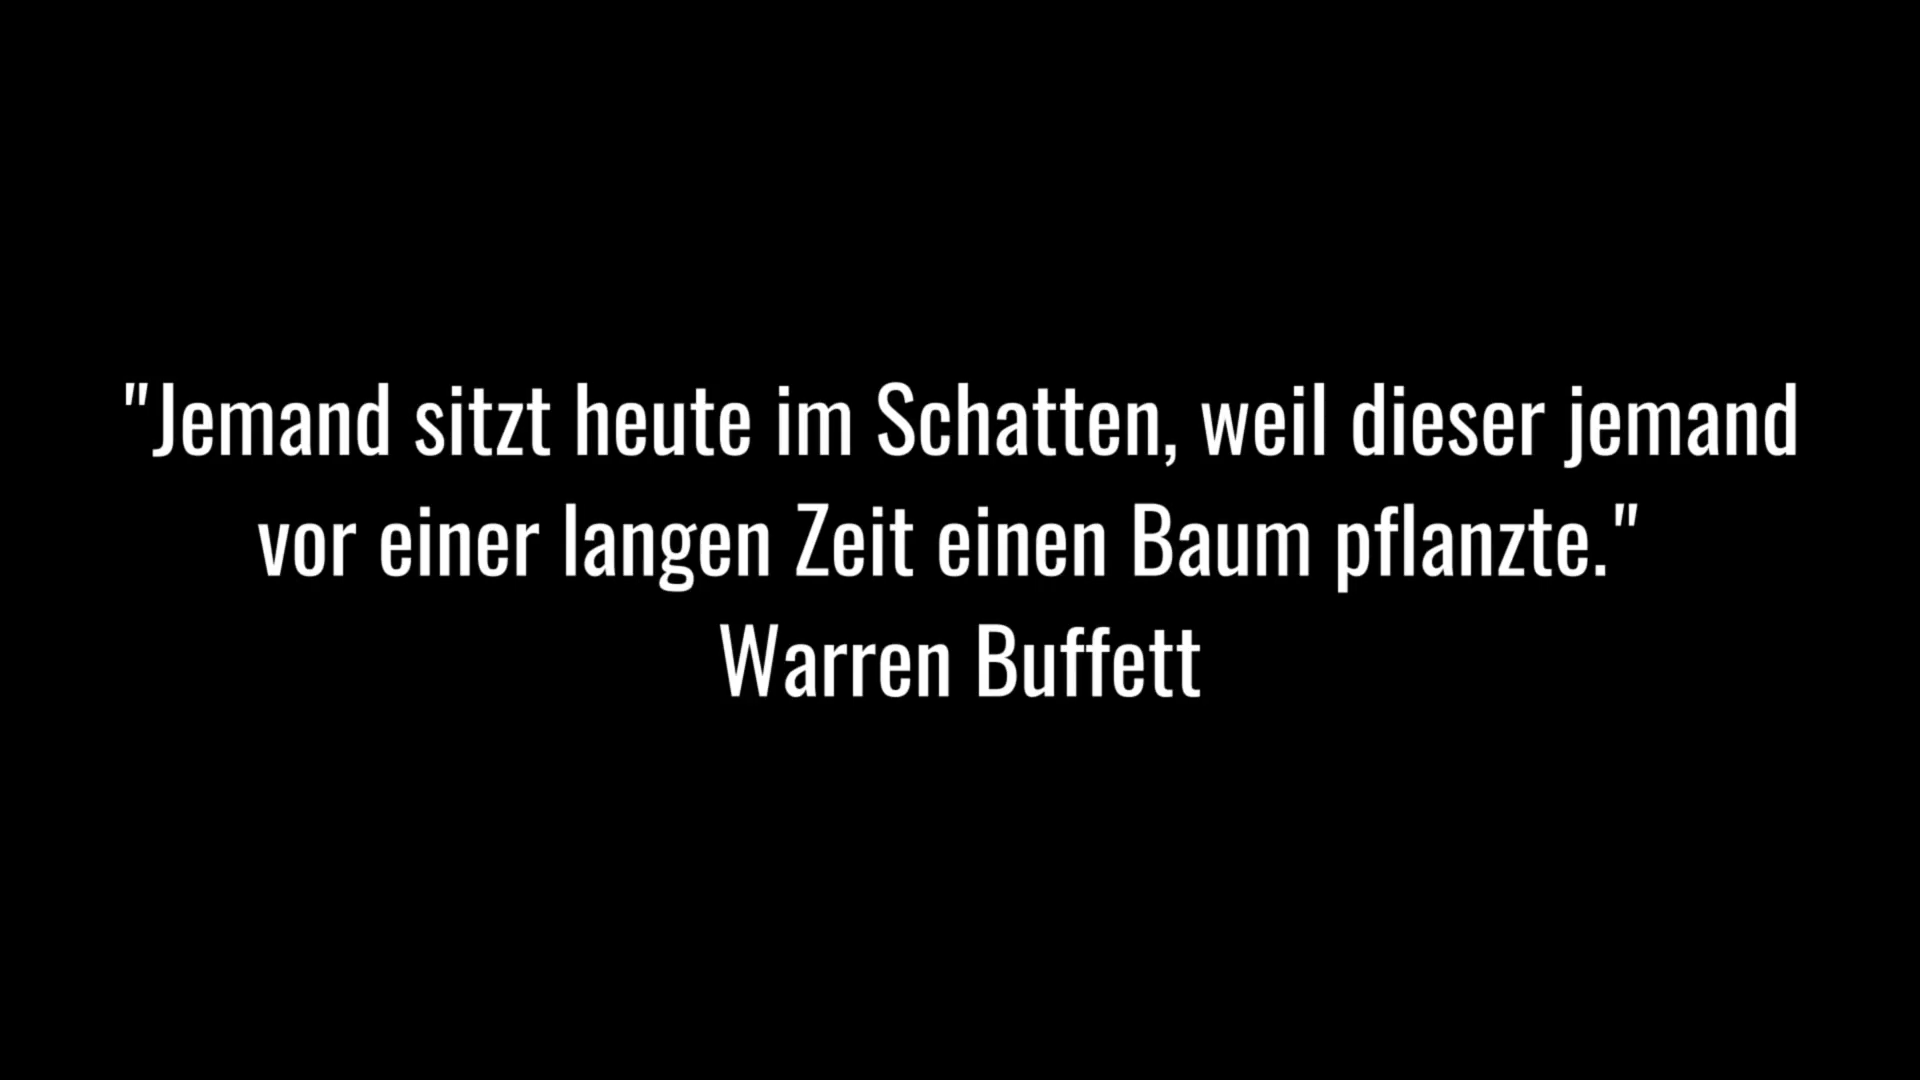 "Jemand sitzt heute im Schatten, weil dieser jemand
vor einer langen Zeit einen Baum pflanzte."
Warren Buffett